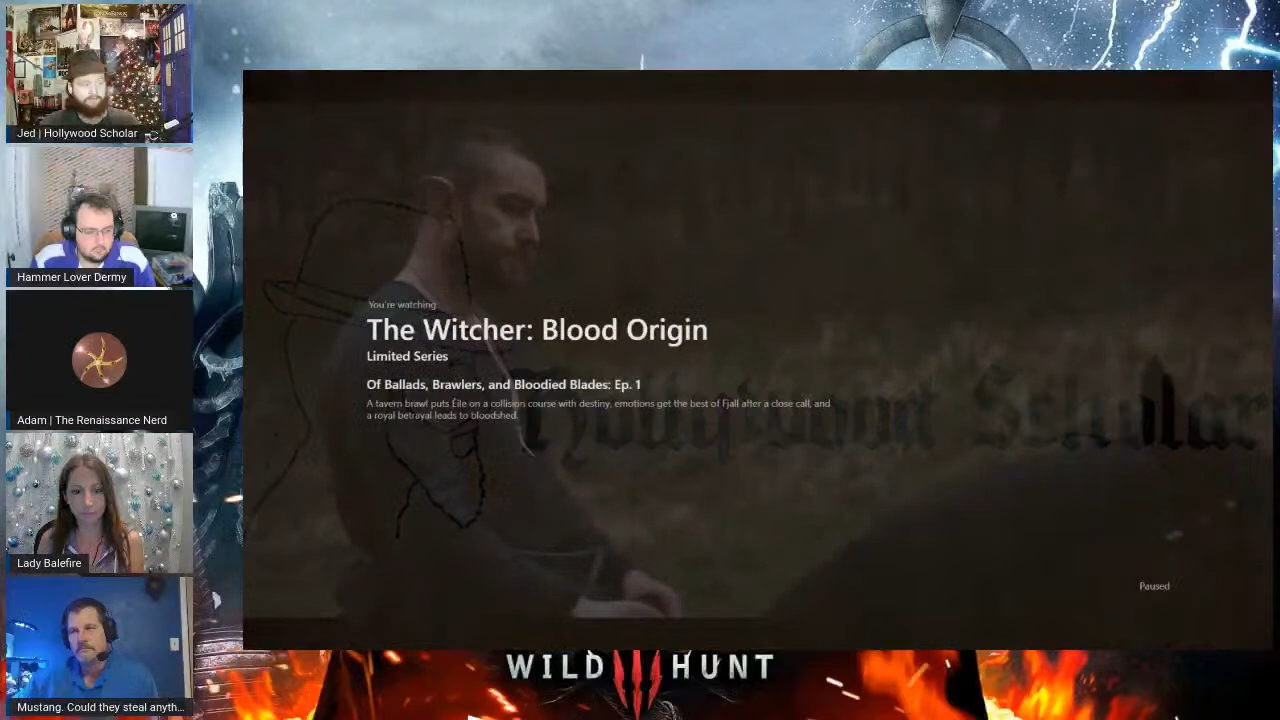 Jed | Hollywood Scholar
Hammer Lover Dermy
Adam | The Renaissance Nerd
Lady Balefire
Mustang. Could they steal anyth...
You're watching
The Witcher: Blood Origin
Limited Series
Of Ballads, Brawlers, and Bloodied Blades: Ep. 1
A tavern brawl puts Éile on a collision course with destiny, emotions get the best of Fjall after a close call, and
a royal betrayal leads to bloodshed.
Scholar
Paused
WILD HUNT